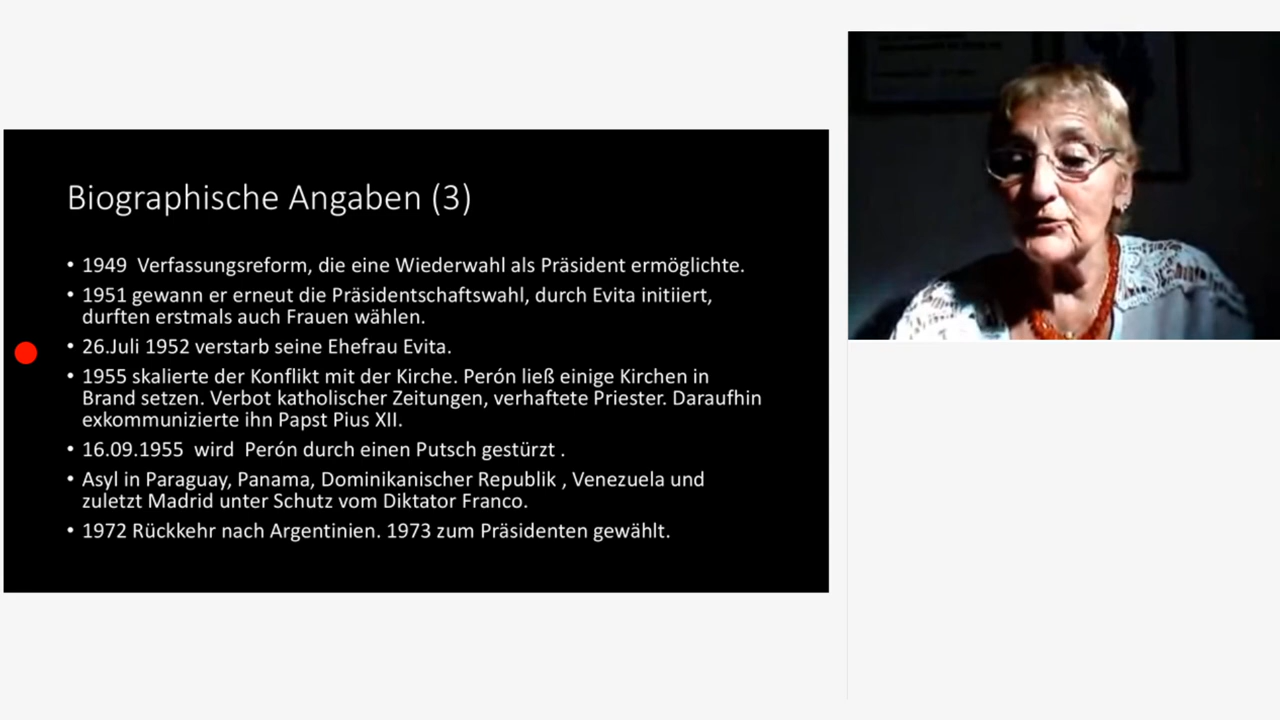 Biographische Angaben (3)
• 1949 Verfassungsreform, die eine Wiederwahl als Präsident ermöglichte.
• 1951 gewann er erneut die Präsidentschaftswahl, durch Evita initiiert,
durften erstmals auch Frauen wählen.
• 26.Juli 1952 verstarb seine Ehefrau Evita.
• 1955 skalierte der Konflikt mit der Kirche. Perón ließ einige Kirchen in
Brand setzen. Verbot katholischer Zeitungen, verhaftete Priester. Daraufhin
exkommunizierte ihn Papst Pius XII.
• 16.09.1955 wird Perón durch einen Putsch gestürzt .
• Asyl in Paraguay, Panama, Dominikanischer Republik , Venezuela und
zuletzt Madrid unter Schutz vom Diktator Franco.
• 1972 Rückkehr nach Argentinien. 1973 zum Präsidenten gewählt.